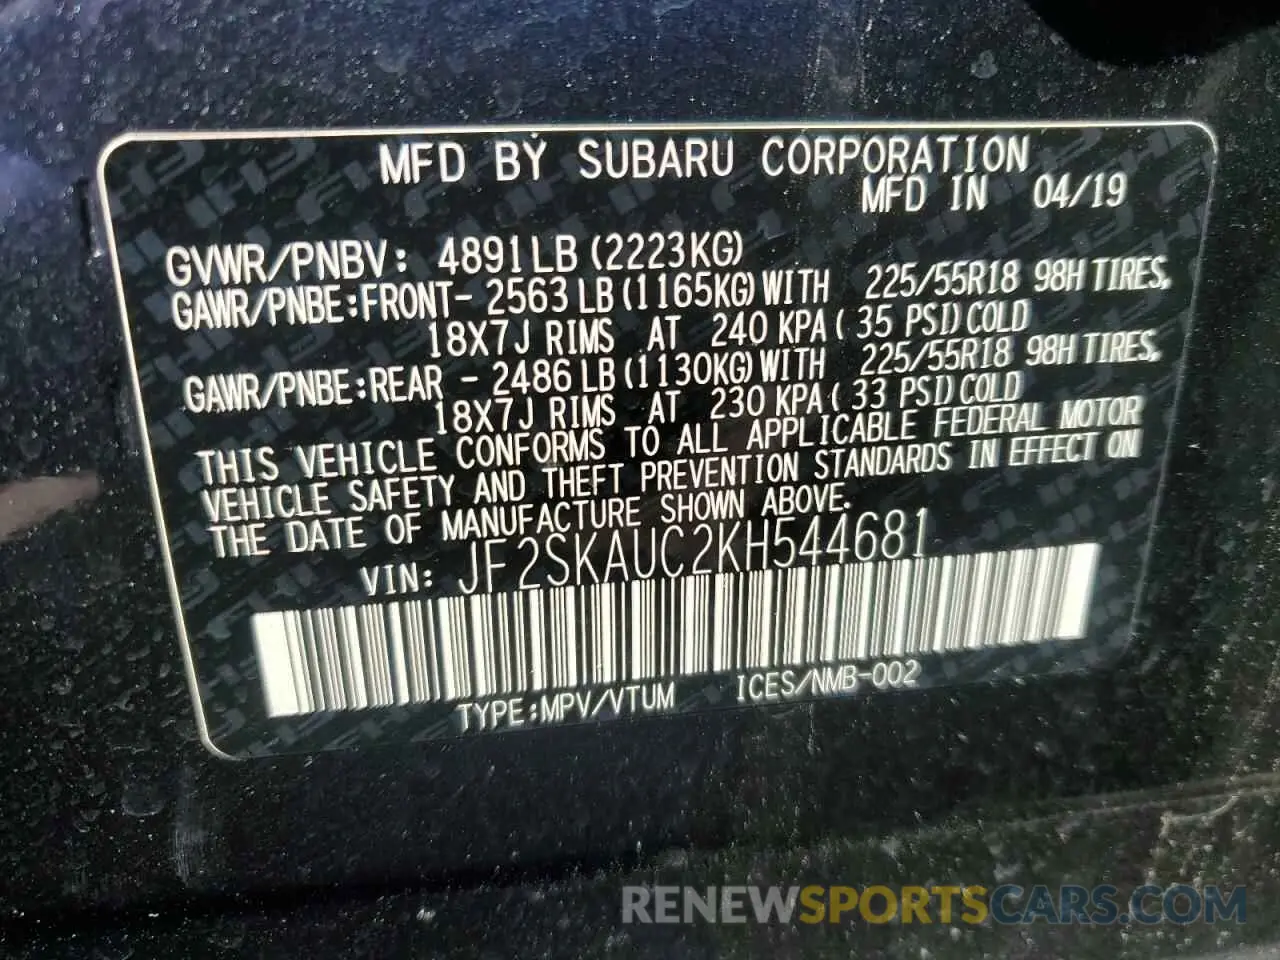 MFD BY SUBARU CORPORATION
MFD IN 04/19
GVWR/PNBV: 4891LB (2223KG)
GAWR/PNBE:FRONT- 2563 LB (1165KG) WITH 225/55R18 98H TIRES,
18X7J RIMS AT 240 KPA ( 35 PSI) COLD
GAWR/PNBE:REAR - 2486 LB (1130KG) WITH 225/55R18 98H TIRES,
18X7J RIMS AT 230 KPA ( 33 PSI) COLD
THIS VEHICLE CONFORMS TO ALL APPLICABLE FEDERAL MOTOR
VEHICLE SAFETY AND THEFT PREVENTION STANDARDS IN EFFECT ON
THE DATE OF MANUFACTURE SHOWN ABOVE.
VIN: JF2SKAUC2KH544681
TYPE:MPV/VTUM ICES/NMB-002
RENEWSPORTSCARS.COM